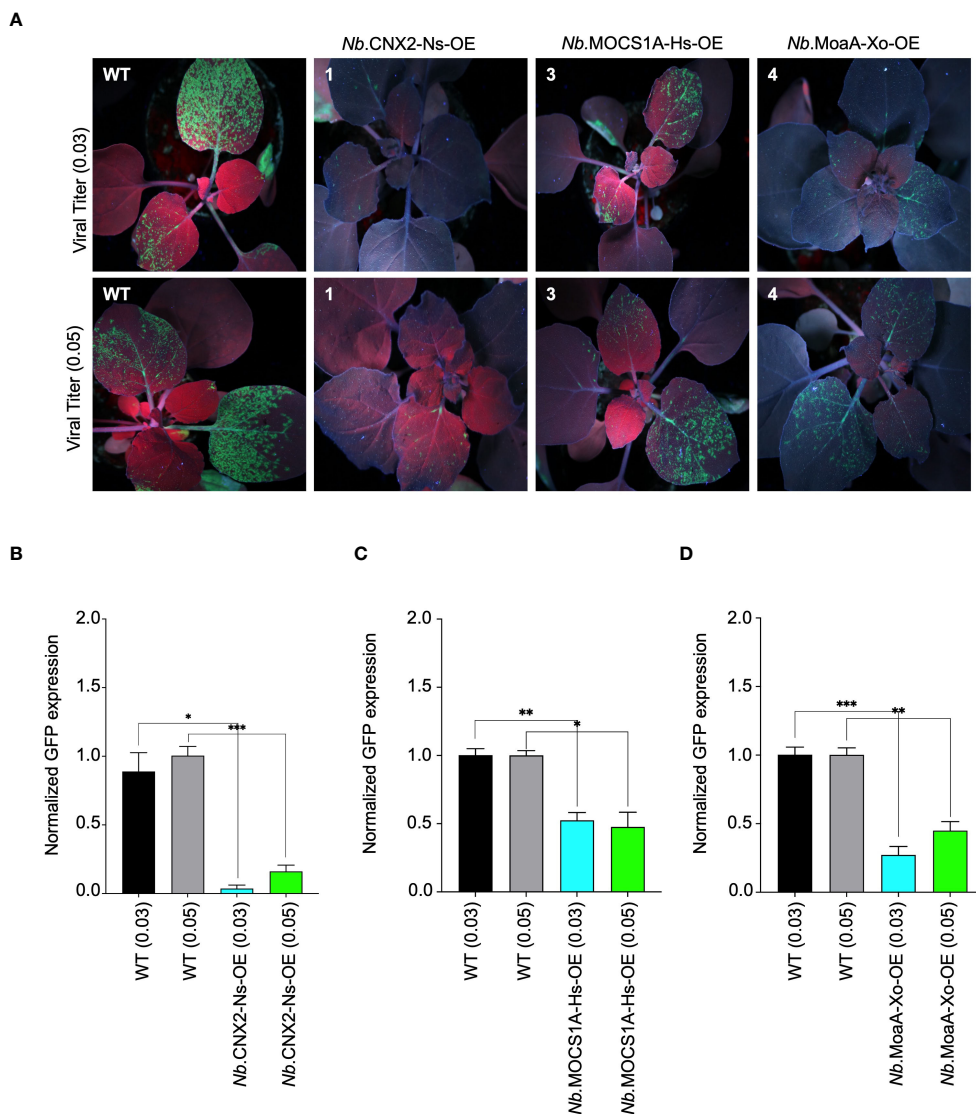 A
Nb.CNX2-Ns-OE
Nb.MOCS1A-Hs-OE
Nb.MoaA-Xo-OE
Viral Titer (0.03)
WT
1
3
4
Viral Titer (0.05)
WT
1
3
4
B
Normalized GFP expression
2.0
1.5
1.0
0.5
0.0
*
***
WT (0.03)
WT (0.05)
Nb.CNX2-Ns-OE (0.03)
Nb.CNX2-Ns-OE (0.05)
C
Normalized GFP expression
2.0
1.5
1.0
0.5
0.0
**
*
WT (0.03)
WT (0.05)
Nb.MOCS1A-Hs-OE (0.03)
Nb.MOCS1A-Hs-OE (0.05)
D
Normalized GFP expression
2.0
1.5
1.0
0.5
0.0
***
**
WT (0.03)
WT (0.05)
Nb.MoaA-Xo-OE (0.03)
Nb.MoaA-Xo-OE (0.05)